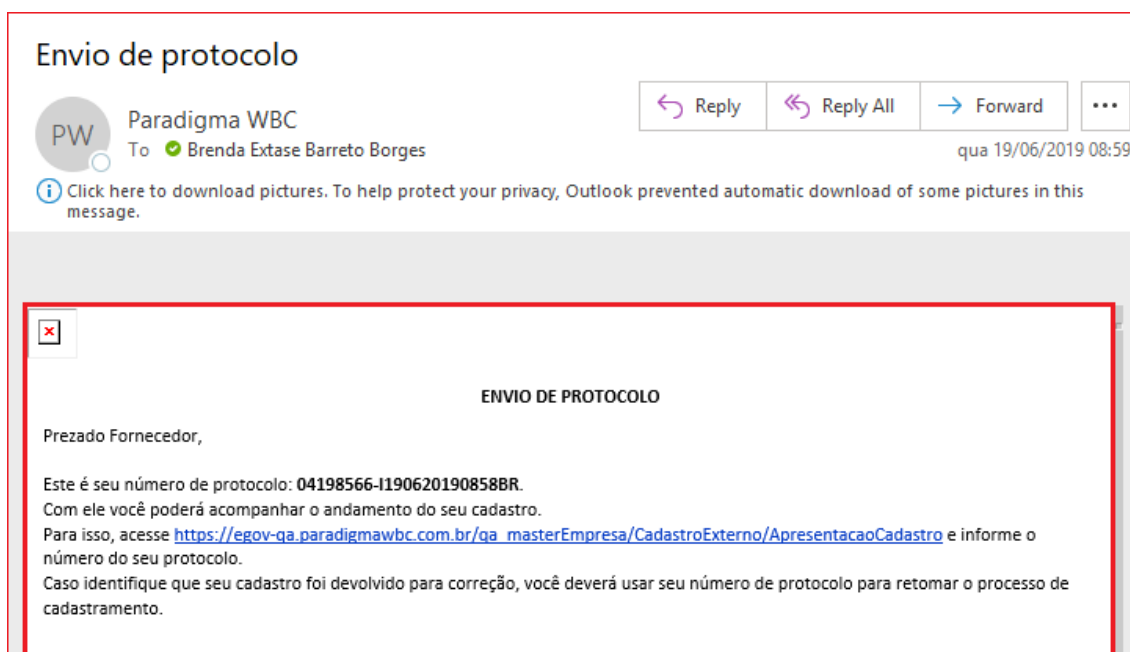 Envio de protocolo
PW
Paradigma WBC
To Brenda Extase Barreto Borges
Reply
Reply All
Forward
...
qua 19/06/2019 08:59
Click here to download pictures. To help protect your privacy, Outlook prevented automatic download of some pictures in this
message.
ENVIO DE PROTOCOLO
Prezado Fornecedor,
Este é seu número de protocolo: 04198566-I190620190858BR.
Com ele você poderá acompanhar o andamento do seu cadastro.
Para isso, acesse https://egov-qa.paradigmawbc.com.br/qa_masterEmpresa/CadastroExterno/ApresentacaoCadastro e informe o
número do seu protocolo.
Caso identifique que seu cadastro foi devolvido para correção, você deverá usar seu número de protocolo para retomar o processo de
cadastramento.